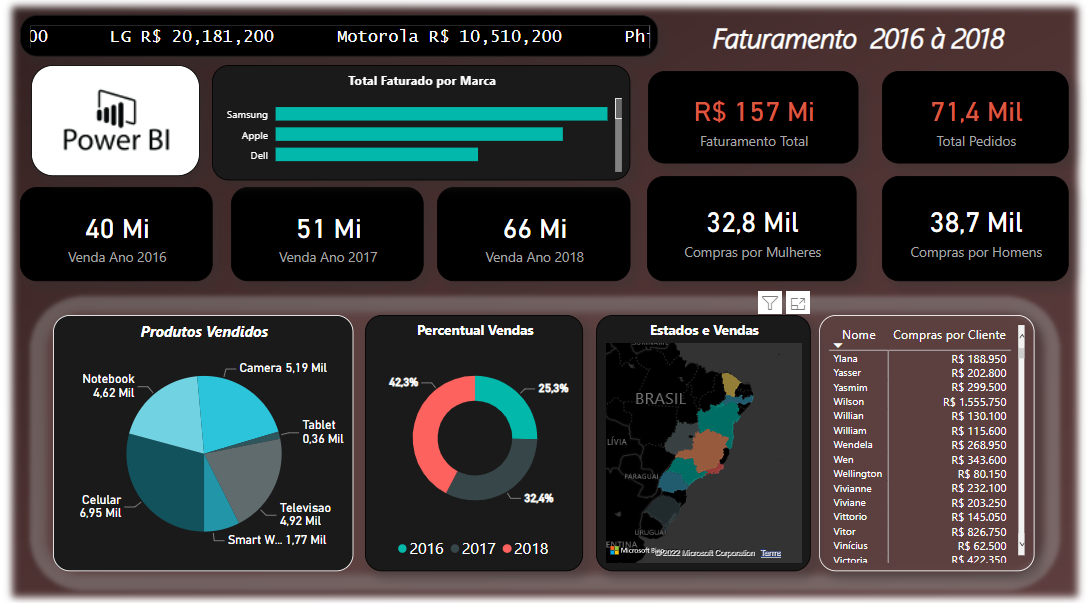 00 LG R$ 20,181,200 Motorola R$ 10,510,200 Ph
Faturamento 2016 à 2018
Power BI
Total Faturado por Marca
Samsung
Apple
Dell
R$ 157 Mi
Faturamento Total
71,4 Mil
Total Pedidos
40 Mi
Venda Ano 2016
51 Mi
Venda Ano 2017
66 Mi
Venda Ano 2018
32,8 Mil
Compras por Mulheres
38,7 Mil
Compras por Homens
Produtos Vendidos
Camera 5,19 Mil
Notebook
4,62 Mil
Tablet
0,36 Mil
Celular
6,95 Mil
Televisao
4,92 Mil
Smart W... 1,77 Mil
Percentual Vendas
42,3%
25,3%
32,4%
2016 2017 2018
Estados e Vendas
SURINAME
BRASIL
LÍVIA
PARAGUAI
URUGUAI
ENTINA
Microsoft Bing
©2022 Microsoft Corporation Terms
Nome Compras por Cliente
Ylana R$ 188.950
Yasser R$ 202.800
Yasmim R$ 299.500
Wilson R$ 1.555.750
Willian R$ 130.100
William R$ 115.600
Wendela R$ 268.950
Wen R$ 343.600
Wellington R$ 80.150
Vivianne R$ 232.100
Viviane R$ 203.250
Vittorio R$ 145.050
Vitor R$ 826.750
Vinícius R$ 62.500
Victoria R$ 422.350